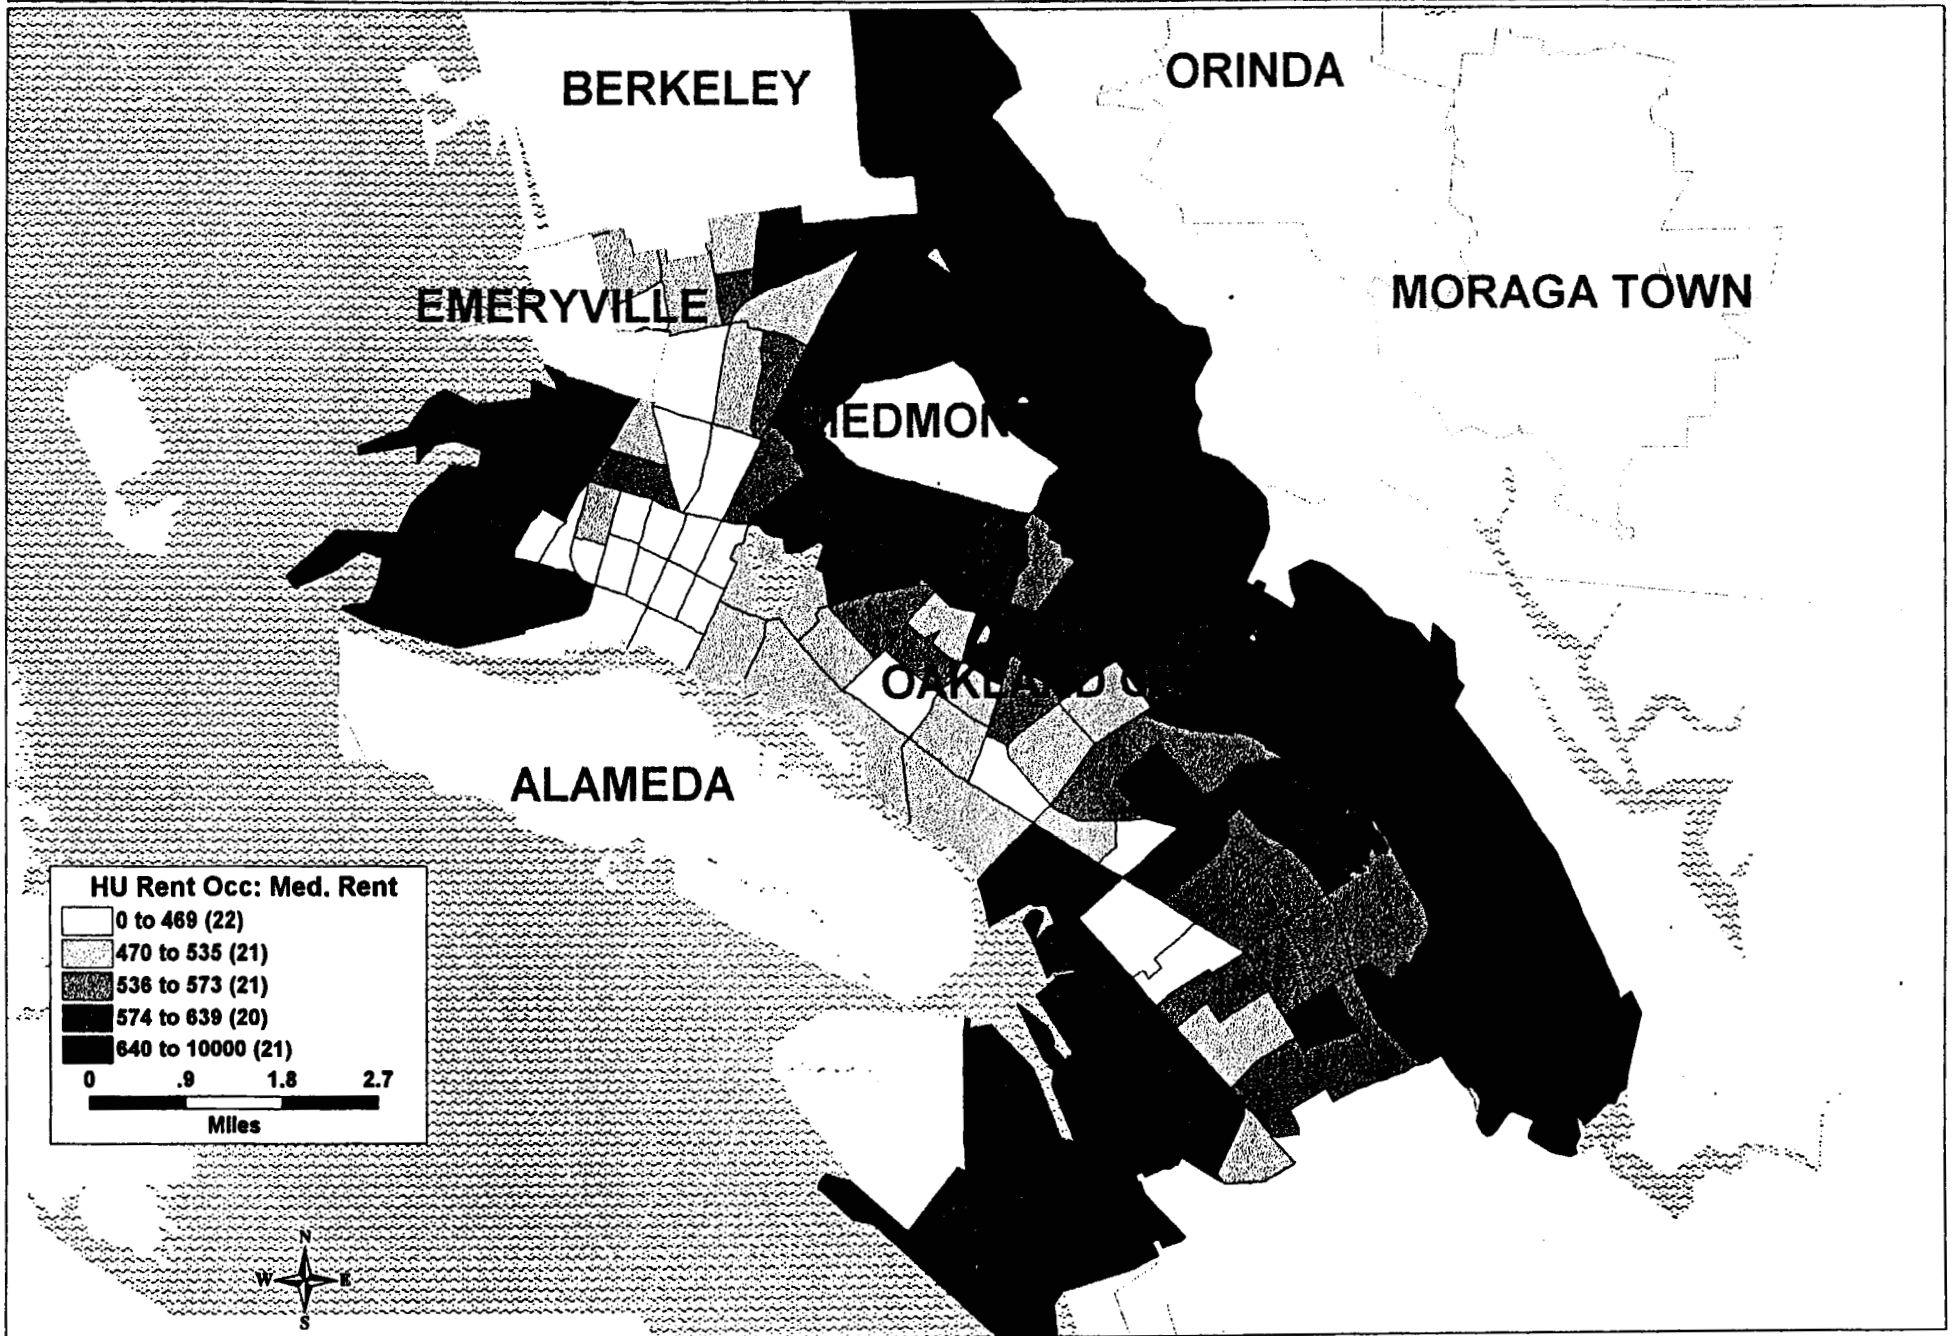 BERKELEY
ORINDA
EMERYVILLE
MORAGA TOWN
IEDMON
OAKLAND C
ALAMEDA
HU Rent Occ: Med. Rent
0 to 469 (22)
470 to 535 (21)
536 to 573 (21)
574 to 639 (20)
640 to 10000 (21)
0 .9 1.8 2.7
Miles
N
W E
S